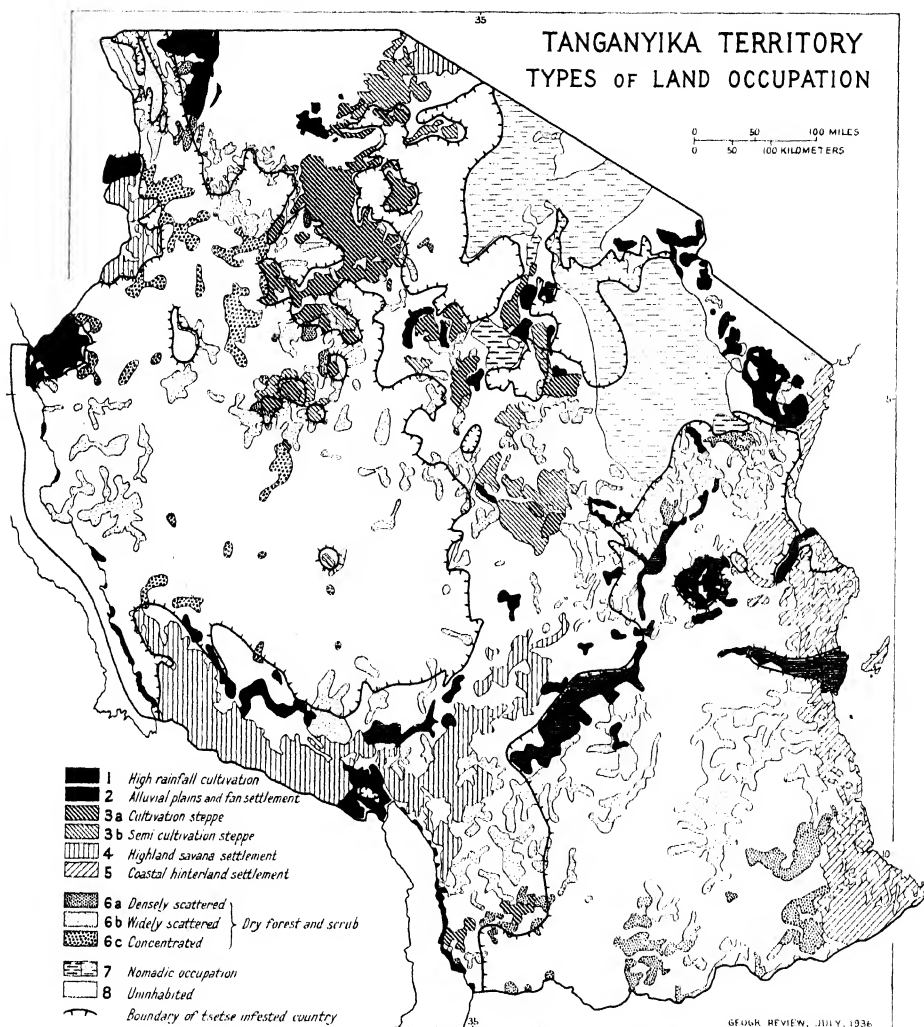 35
TANGANYIKA TERRITORY
TYPES OF LAND OCCUPATION
0 50 100 MILES
0 50 100 KILOMETERS
5
1 High rainfall cultivation
2 Alluvial plains and fan settlement
3a Cultivation steppe
3b Semi cultivation steppe
4 Highland savana settlement
5 Coastal hinterland settlement
6a Densely scattered
6b Widely scattered } Dry forest and scrub
6c Concentrated
7 Nomadic occupation
8 Uninhabited
Boundary of tsetse infested country
10
35
GEOGR. REVIEW, JULY, 1936